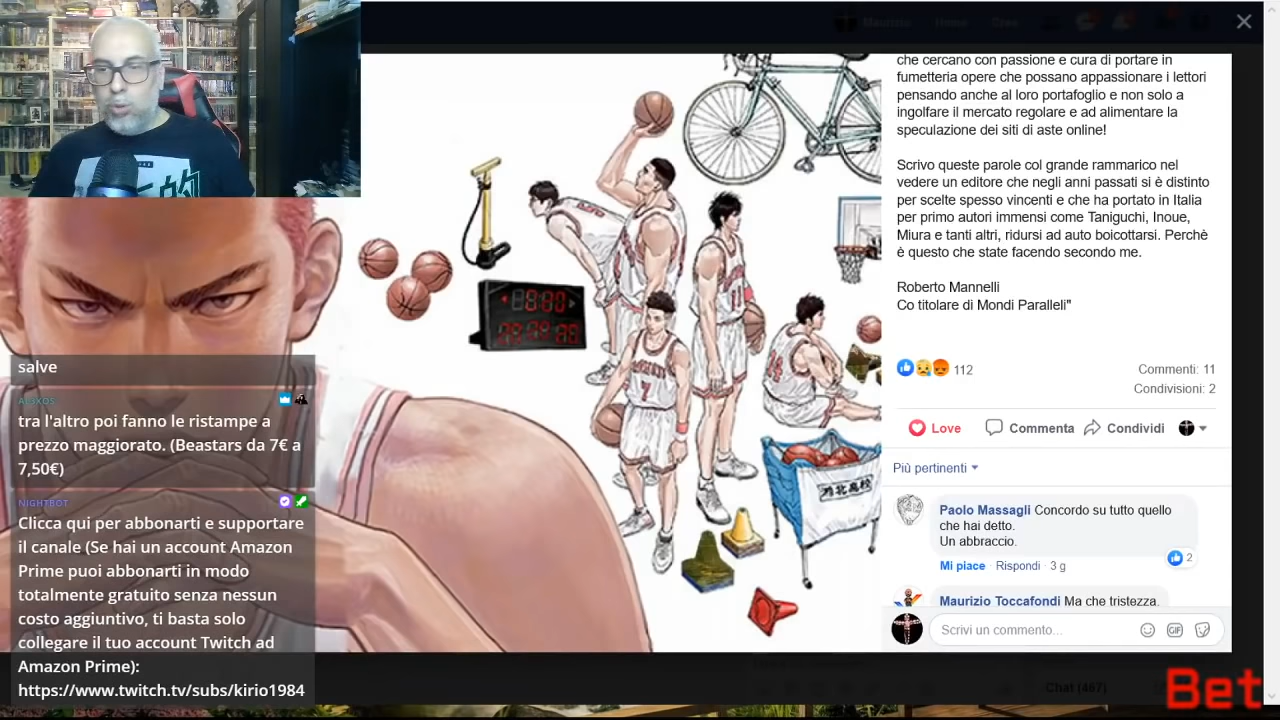 che cercano con passione e cura di portare in
fumetteria opere che possano appassionare i lettori
pensando anche al loro portafoglio e non solo a
ingolfare il mercato regolare e ad alimentare la
speculazione dei siti di aste online!
Scrivo queste parole col grande rammarico nel
vedere un editore che negli anni passati si è distinto
per scelte spesso vincenti e che ha portato in Italia
per primo autori immensi come Taniguchi, Inoue,
Miura e tanti altri, ridursi ad auto boicottarsi. Perchè
è questo che state facendo secondo me.
Roberto Mannelli
Co titolare di Mondi Paralleli"
112
Commenti: 11
Condivisioni: 2
Love
Commenta
Condividi
Più pertinenti
Paolo Massagli Concordo su tutto quello
che hai detto.
Un abbraccio.
2
Mi piace · Rispondi · 3 g
Maurizio Toccafondi Ma che tristezza.
Scrivi un commento...
GIF
Chat (467)
Bet
salve
tra l'altro poi fanno le ristampe a
prezzo maggiorato. (Beastars da 7€ a
7,50€)
NIGHTBOT
Clicca qui per abbonarti e supportare
il canale (Se hai un account Amazon
Prime puoi abbonarti in modo
totalmente gratuito senza nessun
costo aggiuntivo, ti basta solo
collegare il tuo account Twitch ad
Amazon Prime):
https://www.twitch.tv/subs/kirio1984
湘北高校
7